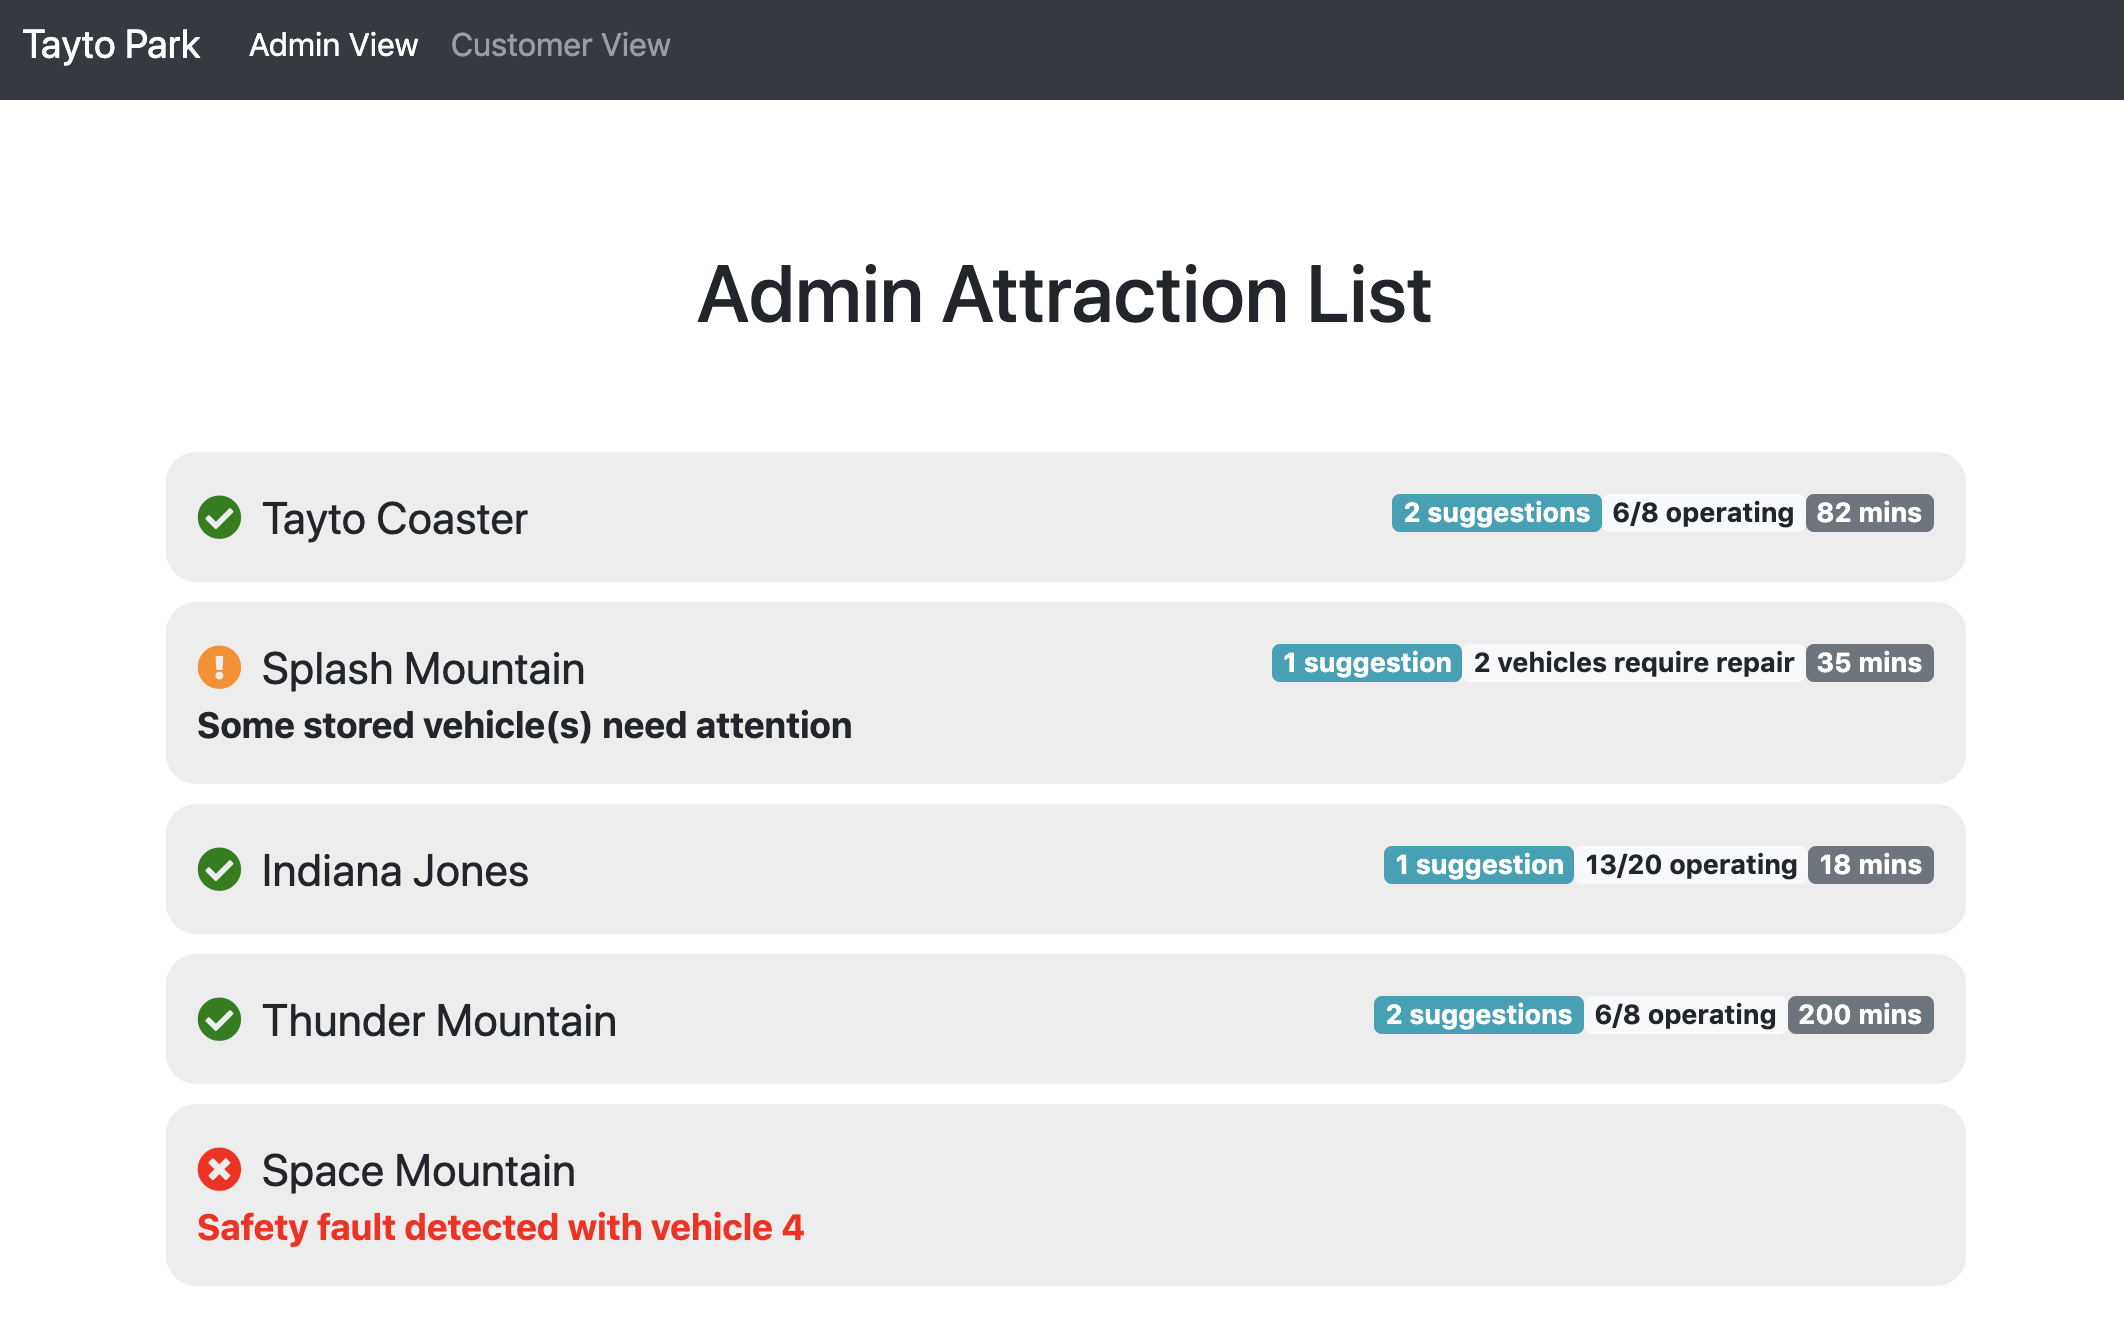 Tayto Park Admin View Customer View
Admin Attraction List
Tayto Coaster 2 suggestions 6/8 operating 82 mins
Splash Mountain 1 suggestion 2 vehicles require repair 35 mins
Some stored vehicle(s) need attention
Indiana Jones 1 suggestion 13/20 operating 18 mins
Thunder Mountain 2 suggestions 6/8 operating 200 mins
Space Mountain
Safety fault detected with vehicle 4